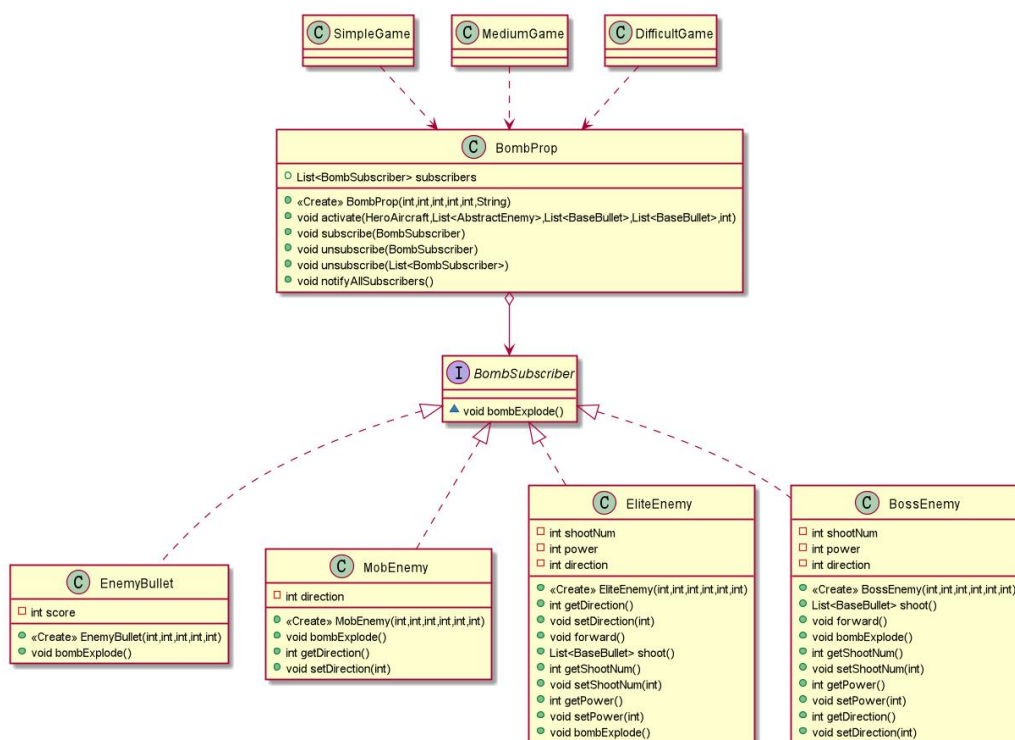 C SimpleGame
C MediumGame
C DifficultGame
C BombProp
List<BombSubscriber> subscribers
«Create» BombProp(int,int,int,int,int,String)
void activate(HeroAircraft,List<AbstractEnemy>,List<BaseBullet>,List<BaseBullet>,int)
void subscribe(BombSubscriber)
void unsubscribe(BombSubscriber)
void unsubscribe(List<BombSubscriber>)
void notifyAllSubscribers()
I BombSubscriber
void bombExplode()
C EnemyBullet
int score
«Create» EnemyBullet(int,int,int,int,int)
void bombExplode()
C MobEnemy
int direction
«Create» MobEnemy(int,int,int,int,int,int)
void bombExplode()
int getDirection()
void setDirection(int)
C EliteEnemy
int shootNum
int power
int direction
«Create» EliteEnemy(int,int,int,int,int,int)
int getDirection()
void setDirection(int)
void forward()
List<BaseBullet> shoot()
int getShootNum()
void setShootNum(int)
int getPower()
void setPower(int)
void bombExplode()
C BossEnemy
int shootNum
int power
int direction
«Create» BossEnemy(int,int,int,int,int,int)
List<BaseBullet> shoot()
void forward()
void bombExplode()
int getShootNum()
void setShootNum(int)
int getPower()
void setPower(int)
int getDirection()
void setDirection(int)